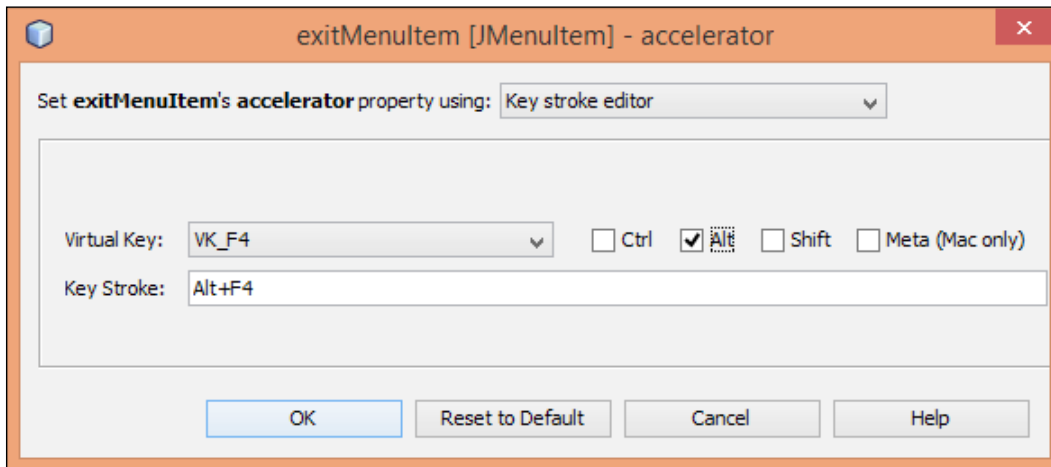 exitMenuItem [JMenuItem] - accelerator
Set exitMenuItem's accelerator property using: Key stroke editor
Virtual Key: VK_F4 Ctrl Alt Shift Meta (Mac only)
Key Stroke: Alt+F4
OK Reset to Default Cancel Help